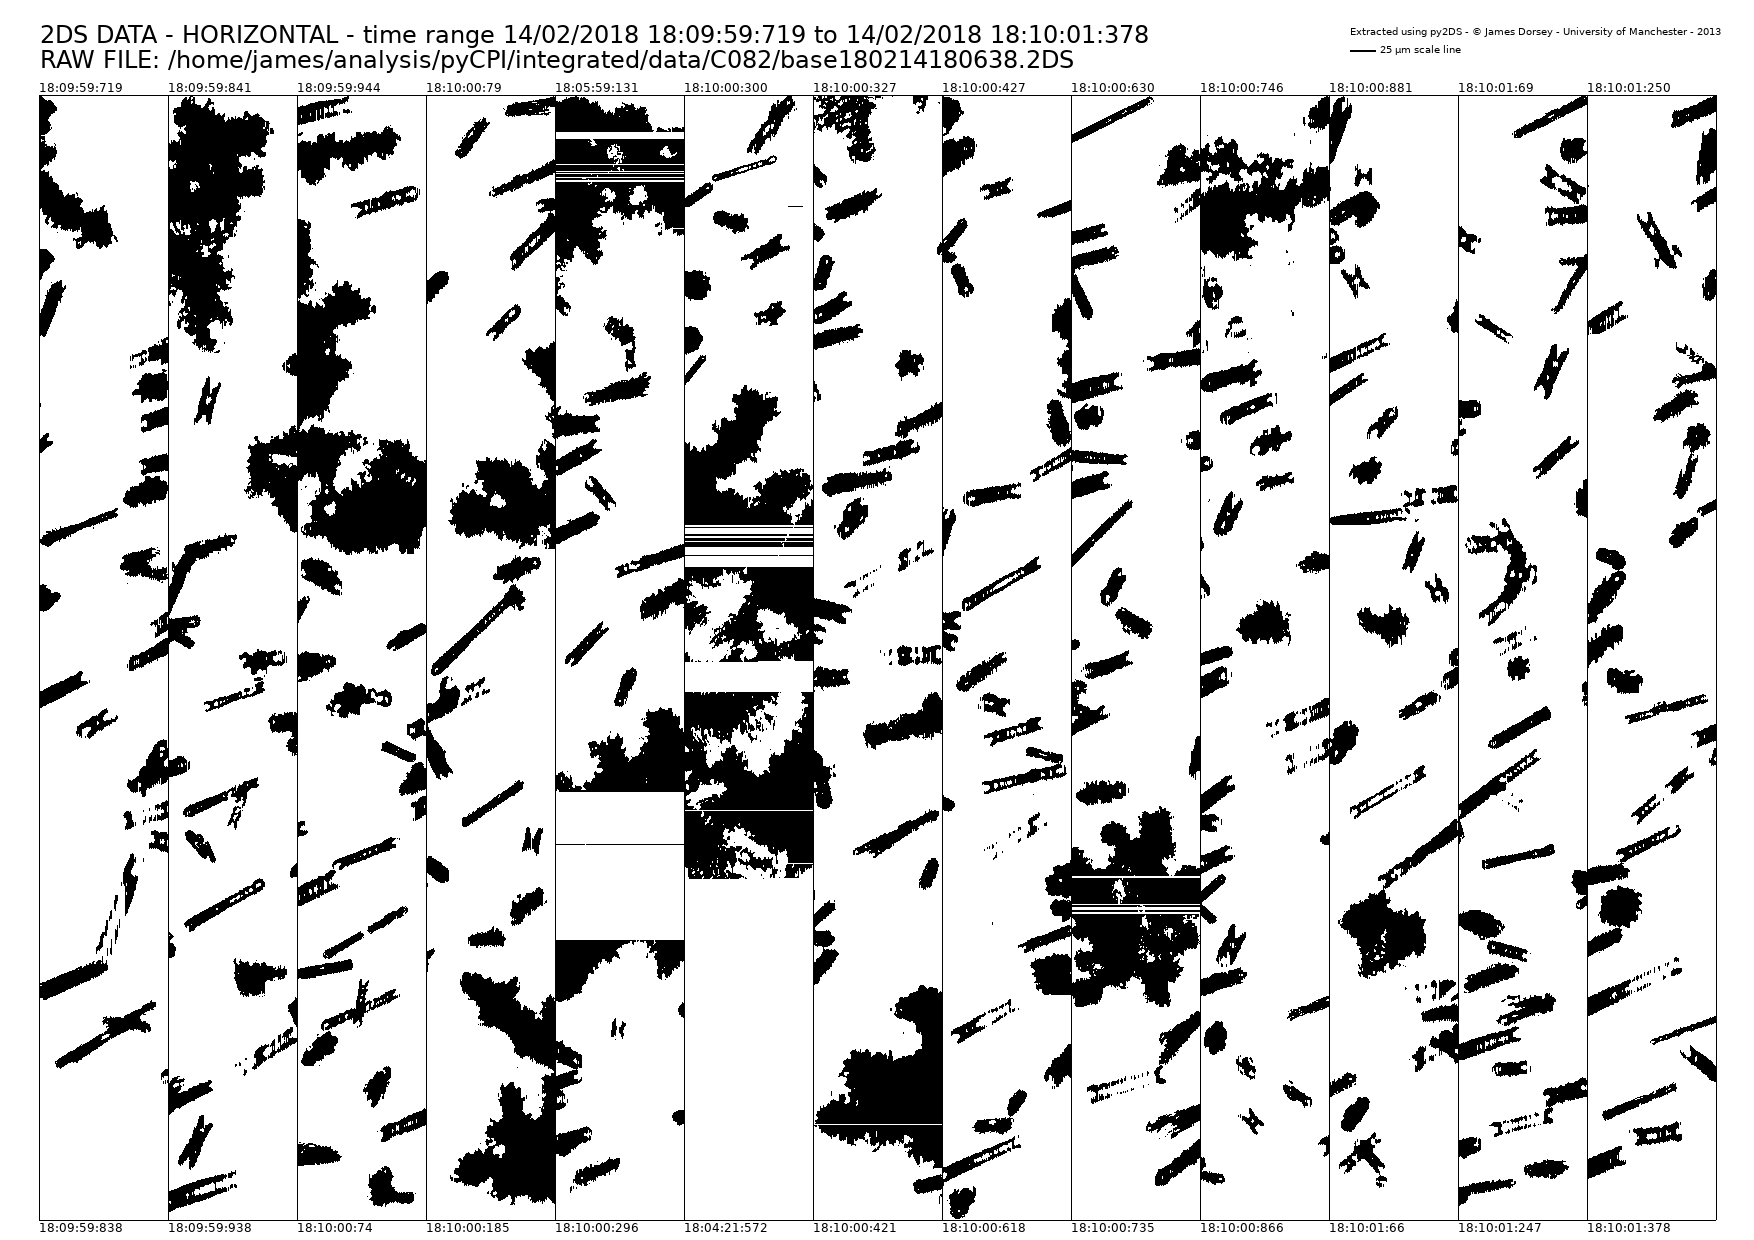 2DS DATA - HORIZONTAL - time range 14/02/2018 18:09:59:719 to 14/02/2018 18:10:01:378
RAW FILE: /home/james/analysis/pyCPI/integrated/data/C082/base180214180638.2DS
Extracted using py2DS - © James Dorsey - University of Manchester - 2013
25 µm scale line
18:09:59:719 18:09:59:841 18:09:59:944 18:10:00:79 18:05:59:131 18:10:00:300 18:10:00:327 18:10:00:427 18:10:00:630 18:10:00:746 18:10:00:881 18:10:01:69 18:10:01:250
18:09:59:838 18:09:59:938 18:10:00:74 18:10:00:185 18:10:00:296 18:04:21:572 18:10:00:421 18:10:00:618 18:10:00:735 18:10:00:866 18:10:01:66 18:10:01:247 18:10:01:378